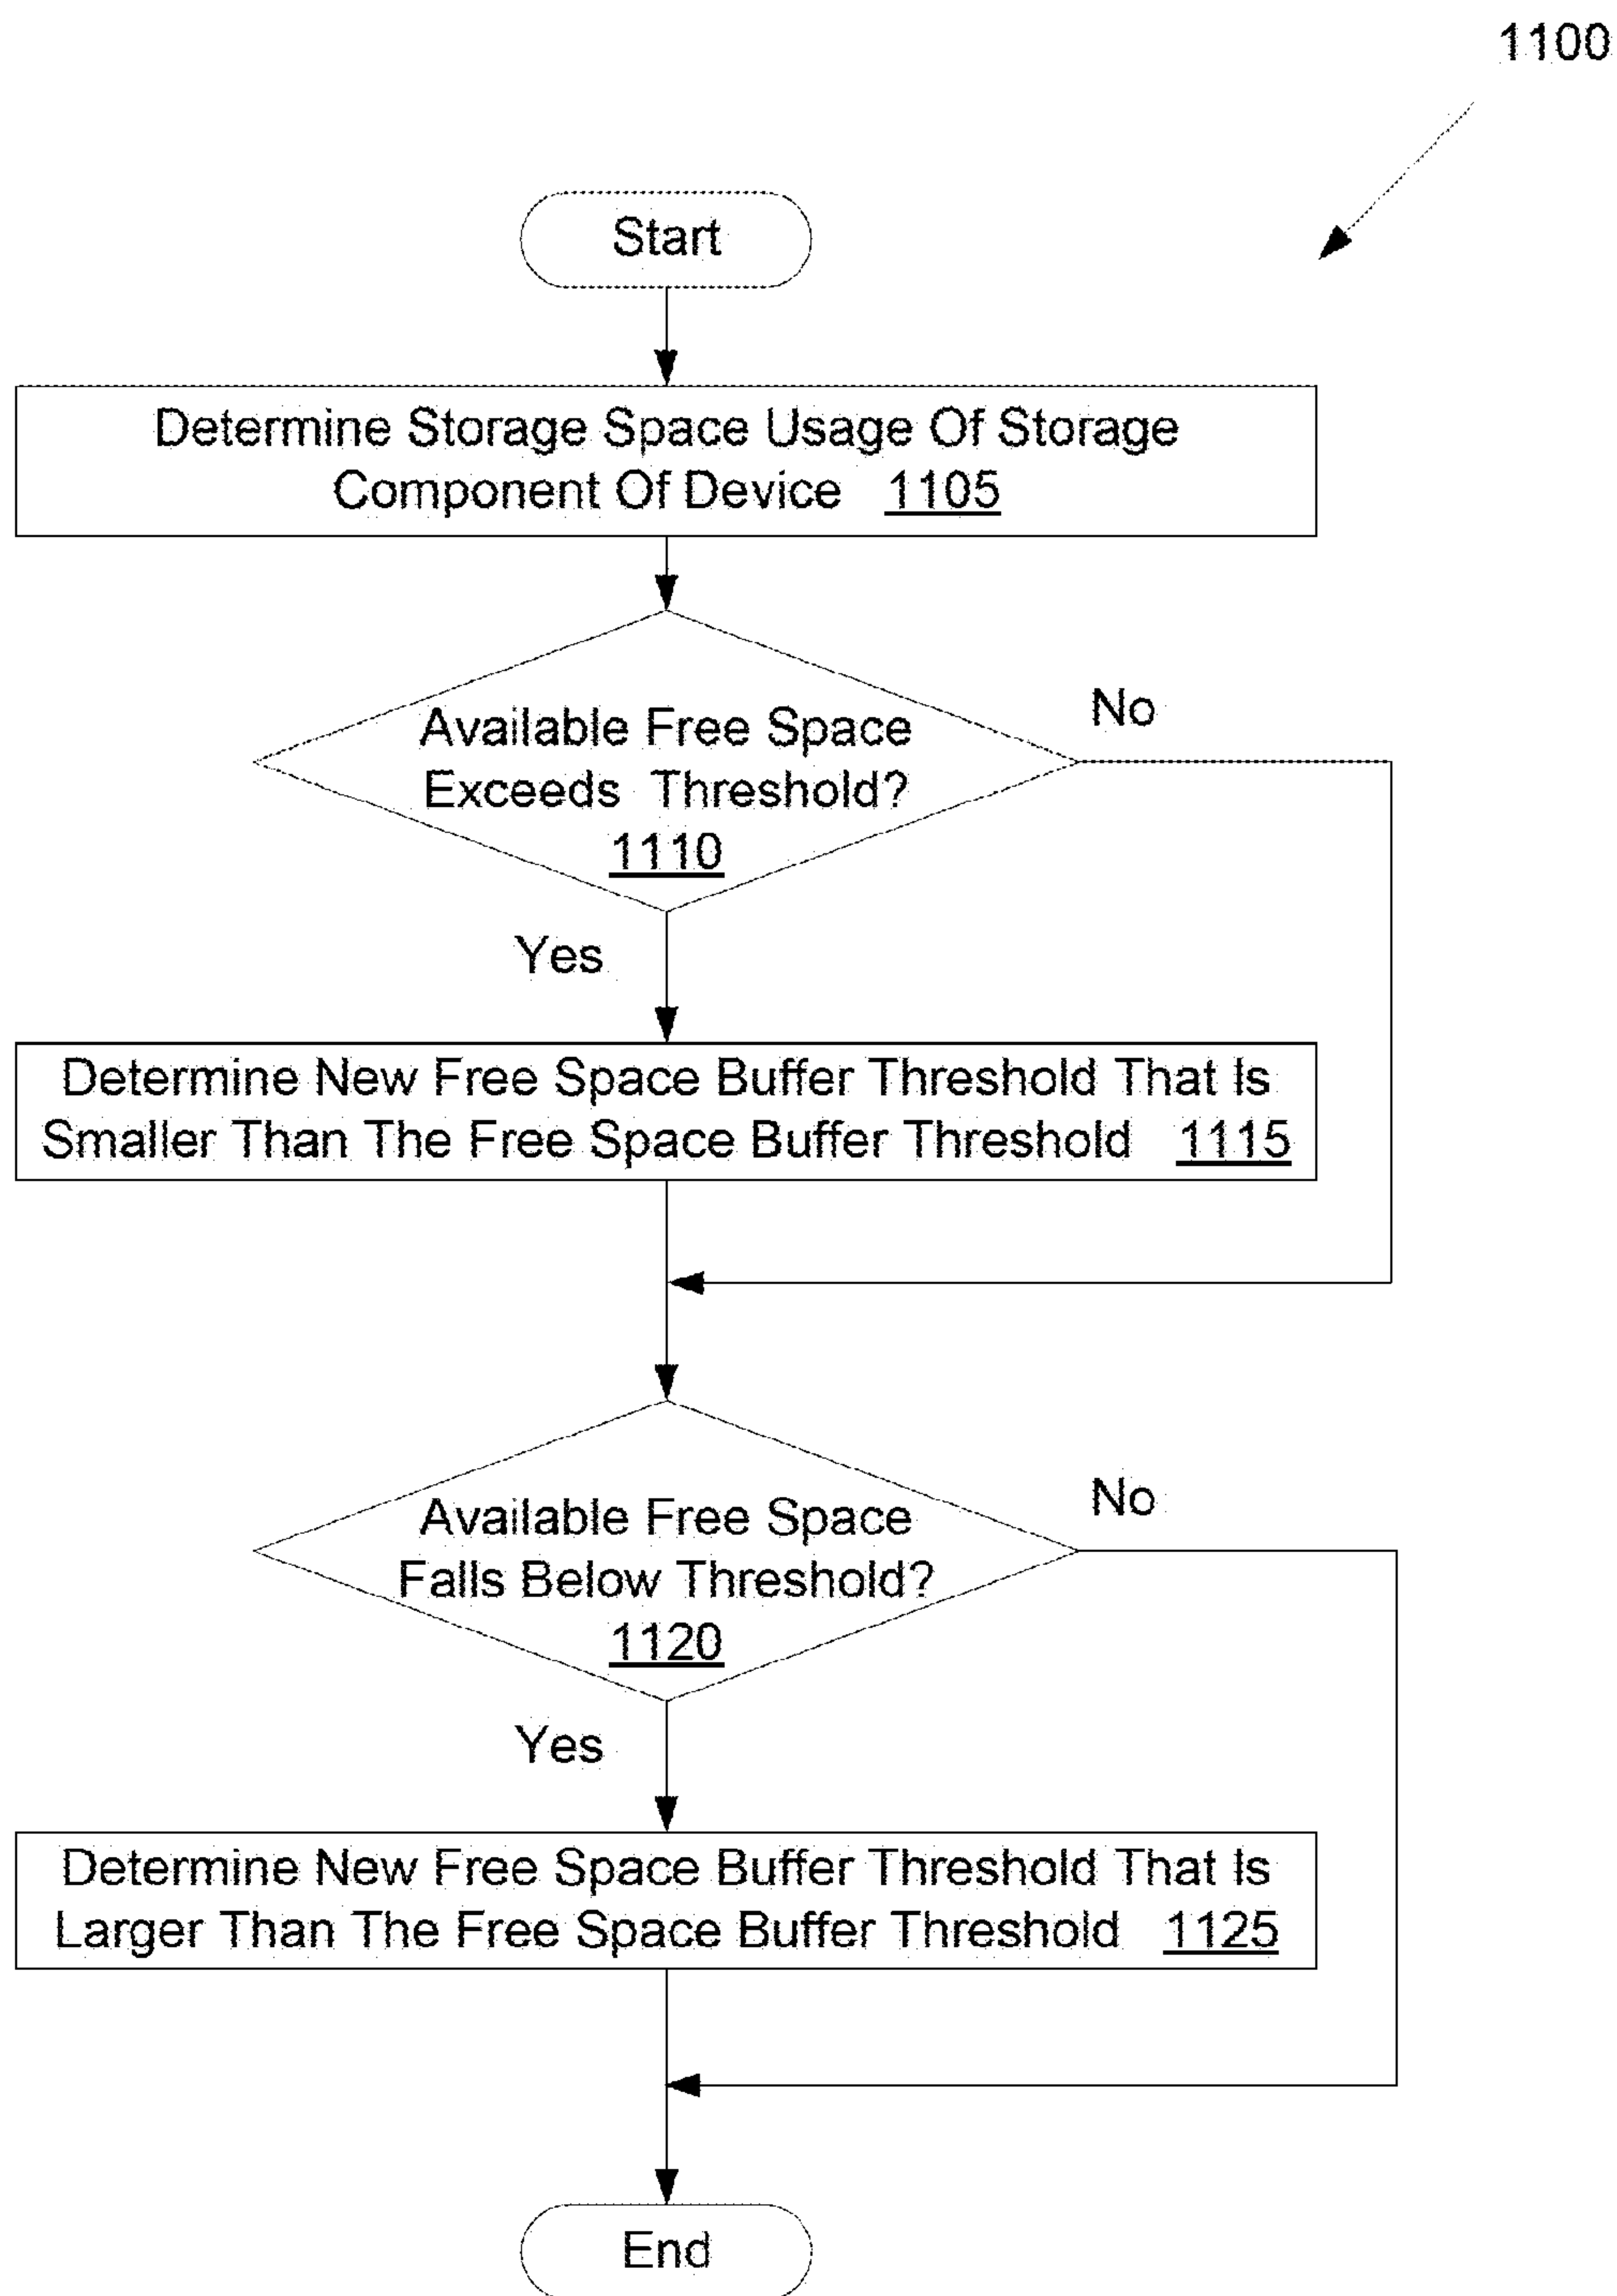 1100
Start
Determine Storage Space Usage Of Storage
Component Of Device 1105
Available Free Space
Exceeds Threshold?
1110
No
Yes
Determine New Free Space Buffer Threshold That Is
Smaller Than The Free Space Buffer Threshold 1115
Available Free Space
Falls Below Threshold?
1120
No
Yes
Determine New Free Space Buffer Threshold That Is
Larger Than The Free Space Buffer Threshold 1125
End